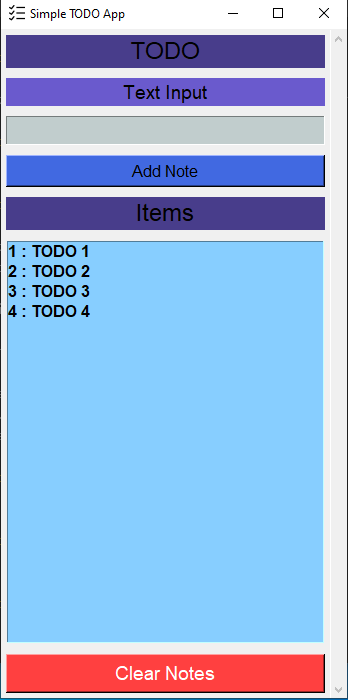 Simple TODO App
TODO
Text Input
Add Note
Items
1 : TODO 1
2 : TODO 2
3 : TODO 3
4 : TODO 4
Clear Notes